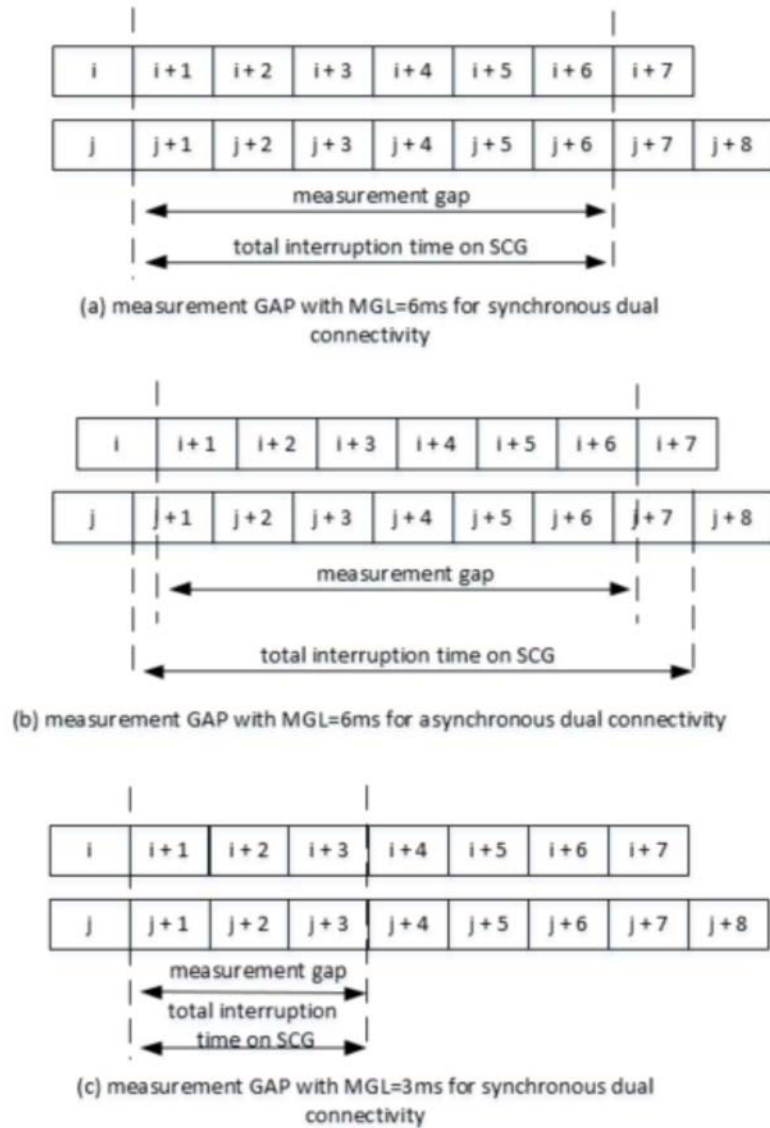 i i + 1 i + 2 i + 3 i + 4 i + 5 i + 6 i + 7
j j + 1 j + 2 j + 3 j + 4 j + 5 j + 6 j + 7 j + 8
measurement gap
total interruption time on SCG
(a) measurement GAP with MGL=6ms for synchronous dual
connectivity
i i + 1 i + 2 i + 3 i + 4 i + 5 i + 6 i + 7
j j + 1 j + 2 j + 3 j + 4 j + 5 j + 6 j + 7 j + 8
measurement gap
total interruption time on SCG
(b) measurement GAP with MGL=6ms for asynchronous dual connectivity
i i + 1 i + 2 i + 3 i + 4 i + 5 i + 6 i + 7
j j + 1 j + 2 j + 3 j + 4 j + 5 j + 6 j + 7 j + 8
measurement gap
total interruption
time on SCG
(c) measurement GAP with MGL=3ms for synchronous dual
connectivity